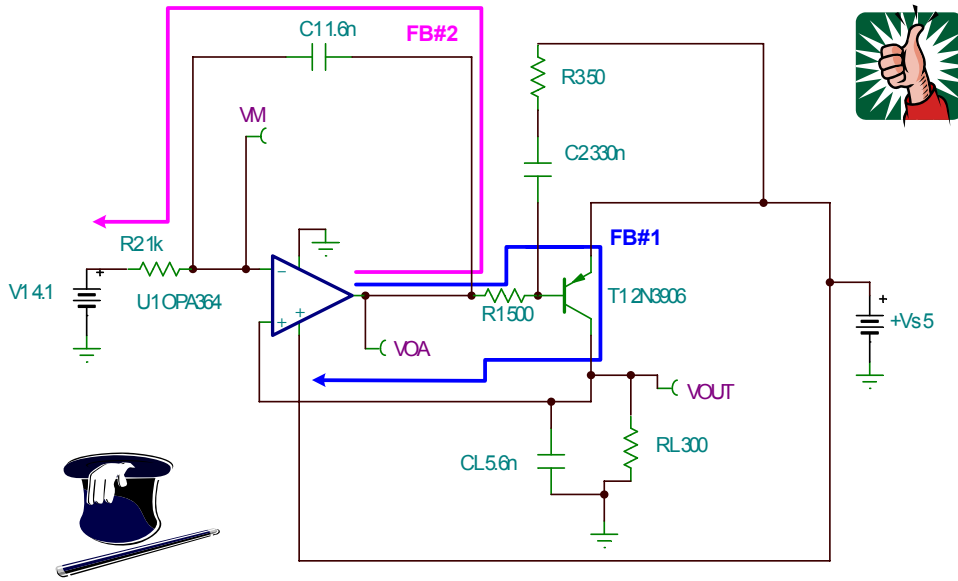 C1 1.6n
FB#2
R3 50
VM
C2 330n
R2 1k
FB#1
V1 4.1
U1 OPA364
R1 500
T1 2N3906
+Vs 5
VOA
VOUT
CL 5.6n
RL 300